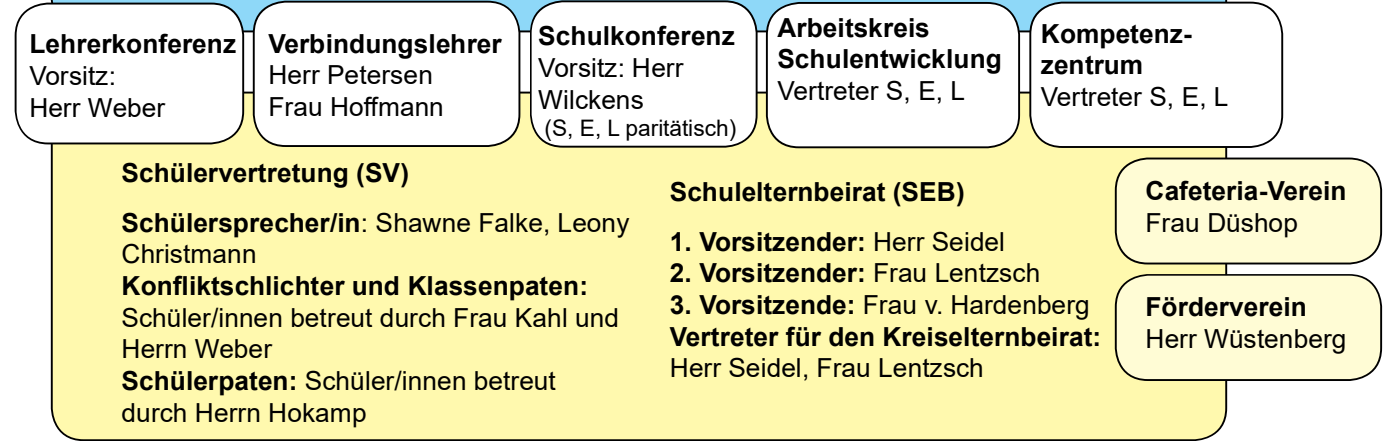 Lehrerkonferenz
Vorsitz:
Herr Weber
Verbindungslehrer
Herr Petersen
Frau Hoffmann
Schulkonferenz
Vorsitz: Herr
Wilckens
(S, E, L paritätisch)
Arbeitskreis
Schulentwicklung
Vertreter S, E, L
Kompetenz-
zentrum
Vertreter S, E, L
Schülervertretung (SV)
Schülersprecher/in: Shawne Falke, Leony
Christmann
Konfliktschlichter und Klassenpaten:
Schüler/innen betreut durch Frau Kahl und
Herrn Weber
Schülerpaten: Schüler/innen betreut
durch Herrn Hokamp
Schulelternbeirat (SEB)
1. Vorsitzender: Herr Seidel
2. Vorsitzender: Frau Lentzsch
3. Vorsitzende: Frau v. Hardenberg
Vertreter für den Kreiselternbeirat:
Herr Seidel, Frau Lentzsch
Cafeteria-Verein
Frau Düshop
Förderverein
Herr Wüstenberg